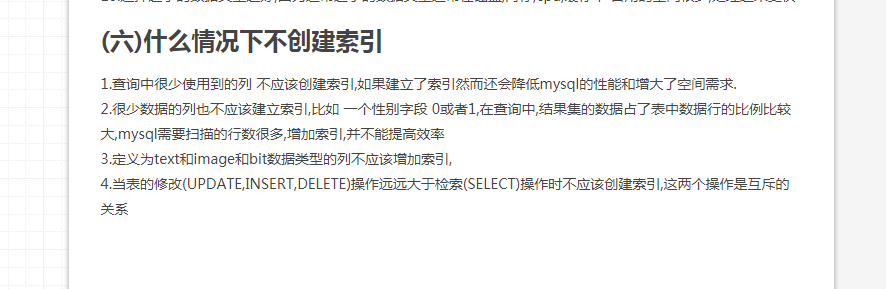 (六)什么情况下不创建索引
1.查询中很少使用到的列 不应该创建索引,如果建立了索引然而还会降低mysql的性能和增大了空间需求.
2.很少数据的列也不应该建立索引,比如 一个性别字段 0或者1,在查询中,结果集的数据占了表中数据行的比例比较
大,mysql需要扫描的行数很多,增加索引,并不能提高效率
3.定义为text和image和bit数据类型的列不应该增加索引,
4.当表的修改(UPDATE,INSERT,DELETE)操作远远大于检索(SELECT)操作时不应该创建索引,这两个操作是互斥的
关系